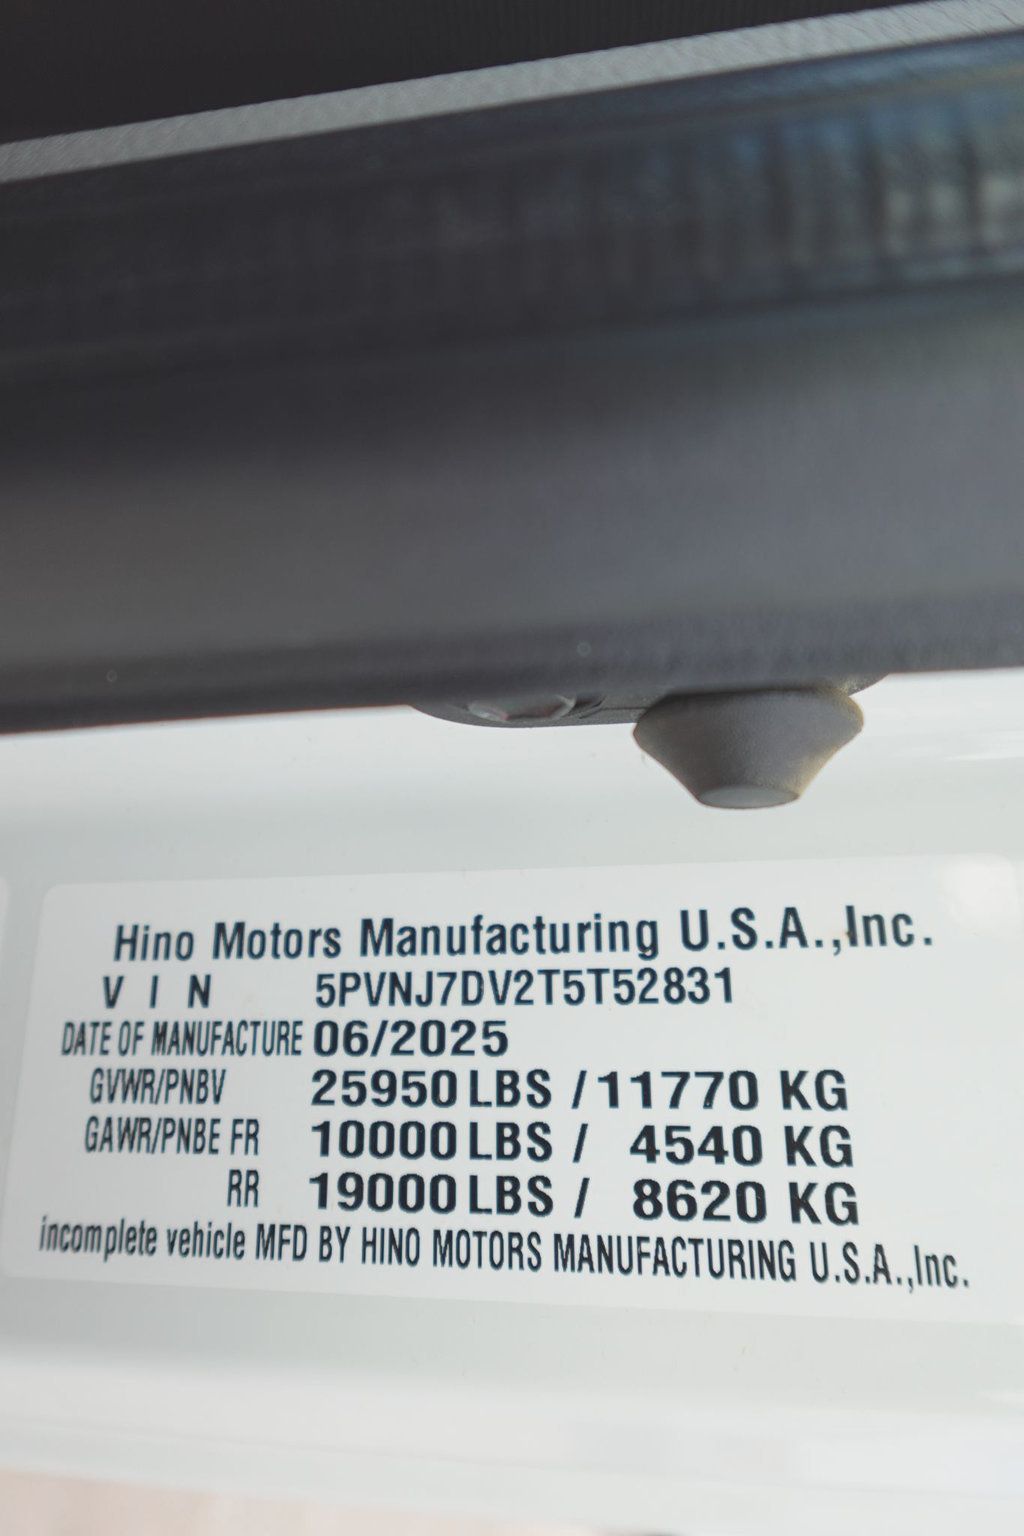 Hino Motors Manufacturing U.S.A.,Inc.
V I N 5PVNJ7DV2T5T52831
DATE OF MANUFACTURE 06/2025
GVWR/PNBV 25950 LBS / 11770 KG
GAWR/PNBE FR 10000 LBS / 4540 KG
RR 19000 LBS / 8620 KG
incomplete vehicle MFD BY HINO MOTORS MANUFACTURING U.S.A.,Inc.